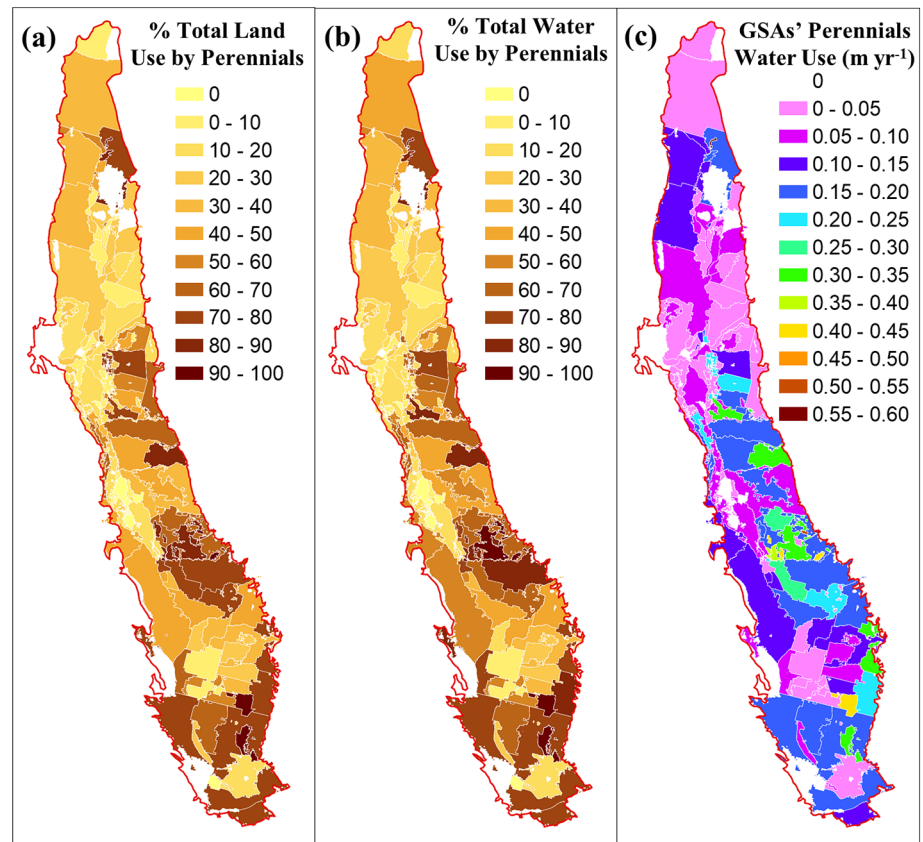 (a)
% Total Land
Use by Perennials
0
0 - 10
10 - 20
20 - 30
30 - 40
40 - 50
50 - 60
60 - 70
70 - 80
80 - 90
90 - 100
(b)
% Total Water
Use by Perennials
0
0 - 10
10 - 20
20 - 30
30 - 40
40 - 50
50 - 60
60 - 70
70 - 80
80 - 90
90 - 100
(c)
GSAs’ Perennials
Water Use (m yr⁻¹)
0
0 - 0.05
0.05 - 0.10
0.10 - 0.15
0.15 - 0.20
0.20 - 0.25
0.25 - 0.30
0.30 - 0.35
0.35 - 0.40
0.40 - 0.45
0.45 - 0.50
0.50 - 0.55
0.55 - 0.60